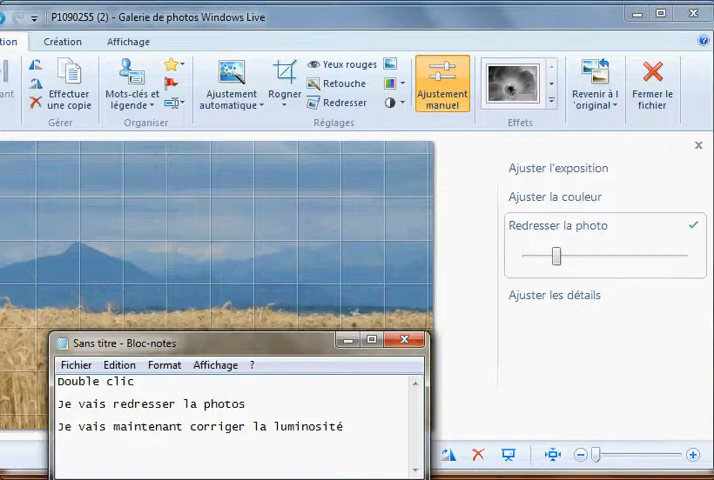 P1090255 (2) - Galerie de photos Windows Live
Création Affichage
Effectuer une copie
Gérer
Mots-clés et légende
Organiser
Ajustement automatique
Rogner
Yeux rouges
Retouche
Redresser
Réglages
Ajustement manuel
Effets
Revenir à l'original
Fermer le fichier
Ajuster l'exposition
Ajuster la couleur
Redresser la photo
Ajuster les détails
Sans titre - Bloc-notes
Fichier Edition Format Affichage ?
Double clic
Je vais redresser la photos
Je vais maintenant corriger la luminosité